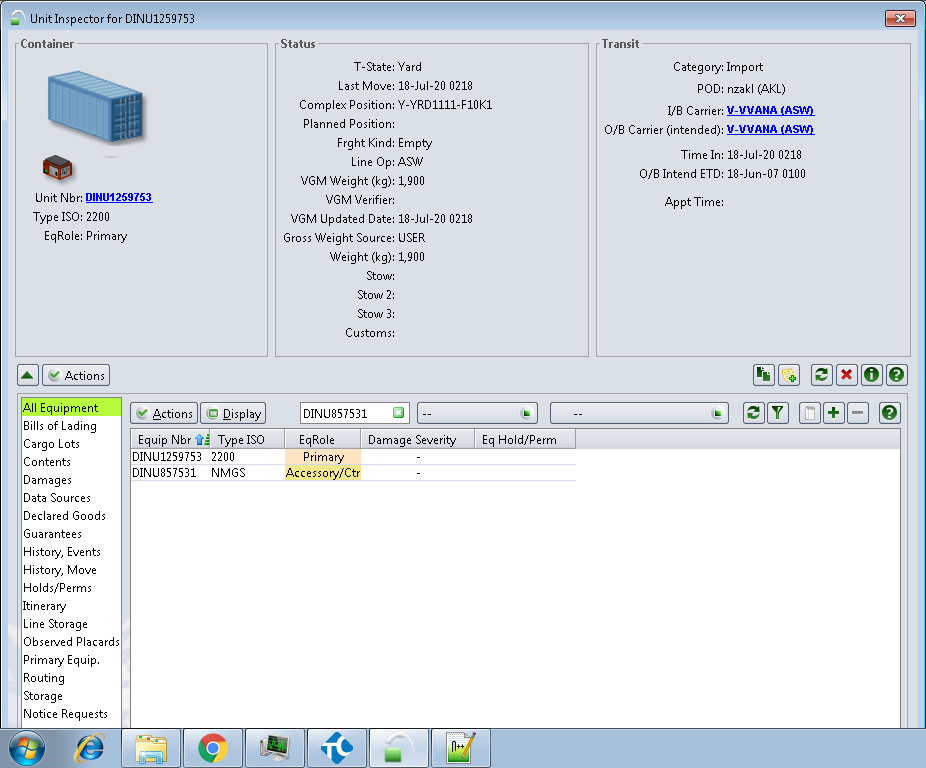 Unit Inspector for DINU1259753
Container
Unit Nbr: DINU1259753
Type ISO: 2200
EqRole: Primary
Status
T-State: Yard
Last Move: 18-Jul-20 0218
Complex Position: Y-YRD1111-F10K1
Planned Position:
Frght Kind: Empty
Line Op: ASW
VGM Weight (kg): 1,900
VGM Verifier:
VGM Updated Date: 18-Jul-20 0218
Gross Weight Source: USER
Weight (kg): 1,900
Stow:
Stow 2:
Stow 3:
Customs:
Transit
Category: Import
POD: nzakl (AKL)
I/B Carrier: V-VVANA (ASW)
O/B Carrier (intended): V-VVANA (ASW)
Time In: 18-Jul-20 0218
O/B Intend ETD: 18-Jun-07 0100
Appt Time:
Actions
All Equipment
Bills of Lading
Cargo Lots
Contents
Damages
Data Sources
Declared Goods
Guarantees
History, Events
History, Move
Holds/Perms
Itinerary
Line Storage
Observed Placards
Primary Equip.
Routing
Storage
Notice Requests
Actions Display DINU857531 -- --
Equip Nbr Type ISO EqRole Damage Severity Eq Hold/Perm
DINU1259753 2200 Primary -
DINU857531 NMGS Accessory/Ctr -